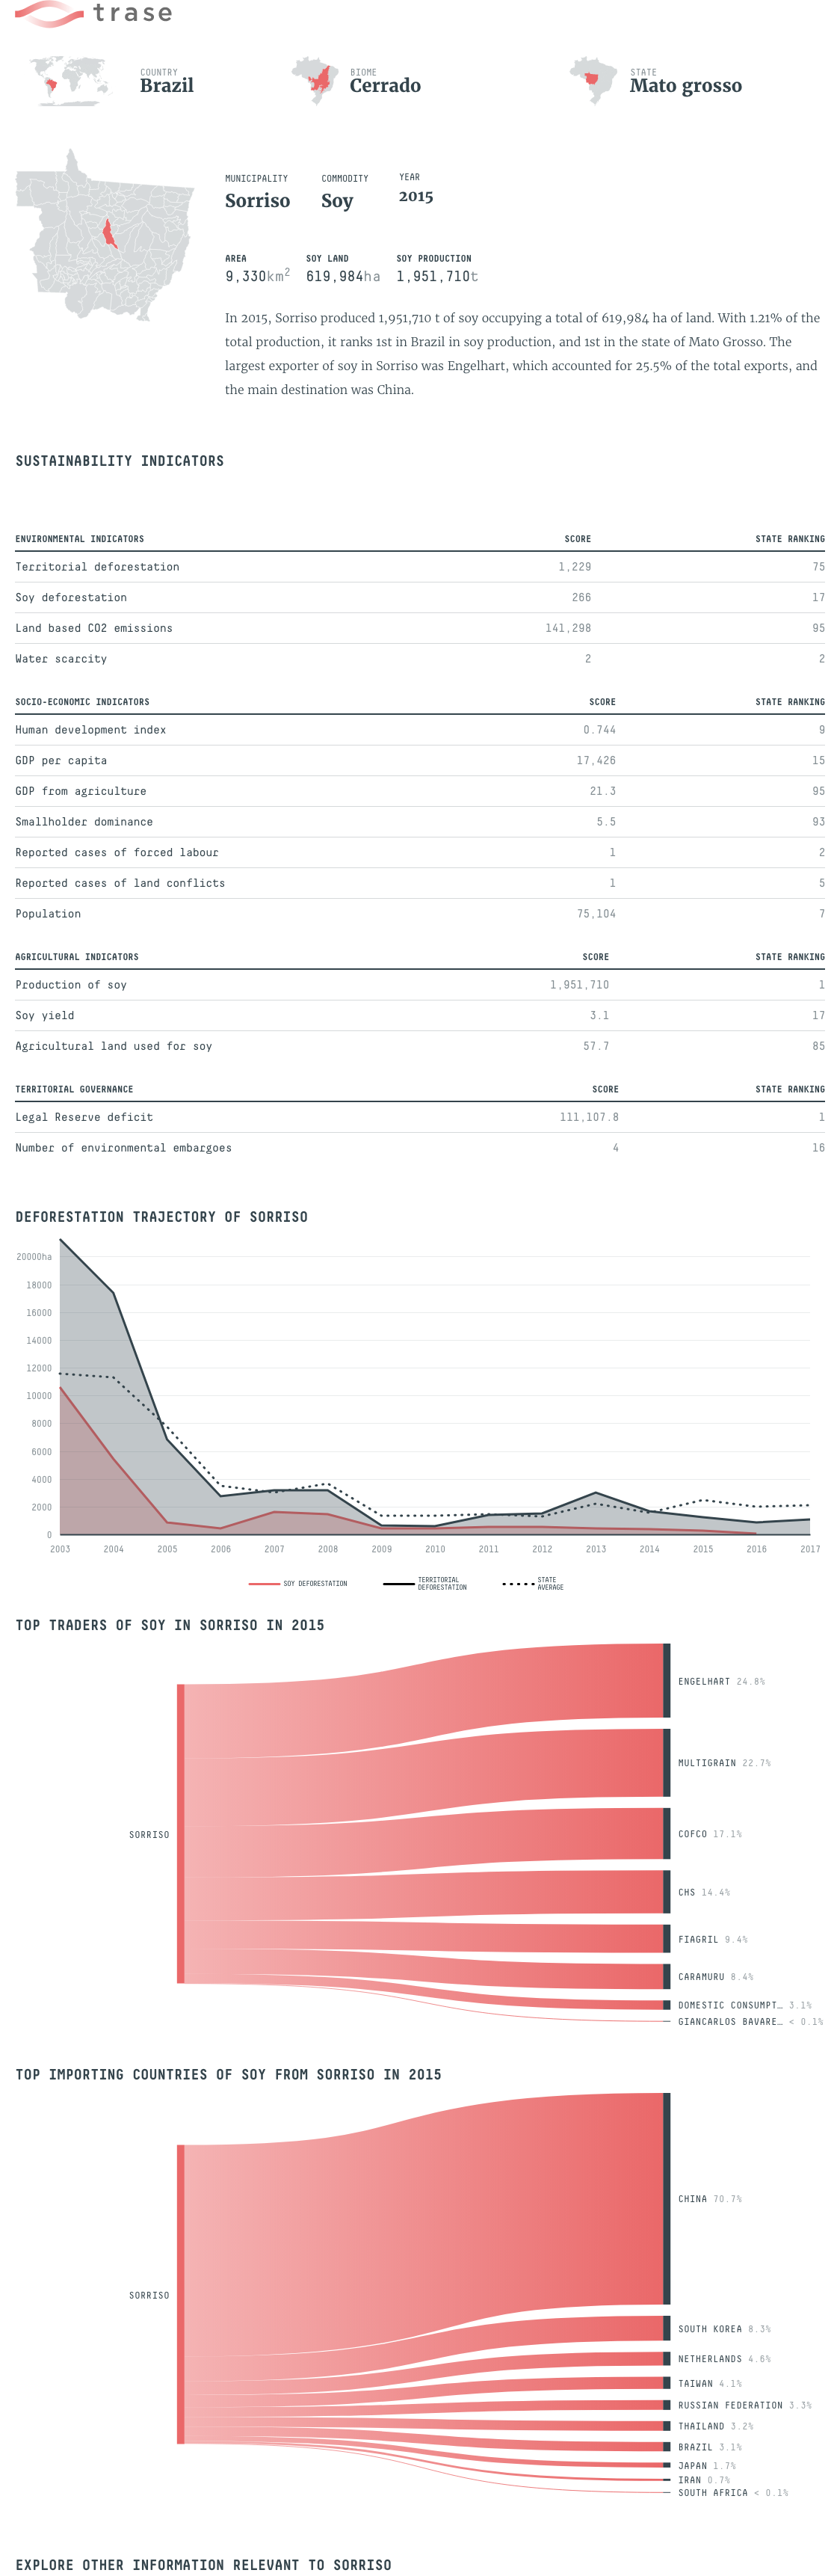 trase
COUNTRY
Brazil
BIOME
Cerrado
STATE
Mato grosso
MUNICIPALITY COMMODITY YEAR
Sorriso Soy 2015
AREA SOY LAND SOY PRODUCTION
9,330km2 619,984ha 1,951,710t
In 2015, Sorriso produced 1,951,710 t of soy occupying a total of 619,984 ha of land. With 1.21% of the
total production, it ranks 1st in Brazil in soy production, and 1st in the state of Mato Grosso. The
largest exporter of soy in Sorriso was Engelhart, which accounted for 25.5% of the total exports, and
the main destination was China.
SUSTAINABILITY INDICATORS
ENVIRONMENTAL INDICATORS SCORE STATE RANKING
Territorial deforestation 1,229 75
Soy deforestation 266 17
Land based CO2 emissions 141,298 95
Water scarcity 2 2
SOCIO-ECONOMIC INDICATORS SCORE STATE RANKING
Human development index 0.744 9
GDP per capita 17,426 15
GDP from agriculture 21.3 95
Smallholder dominance 5.5 93
Reported cases of forced labour 1 2
Reported cases of land conflicts 1 5
Population 75,104 7
AGRICULTURAL INDICATORS SCORE STATE RANKING
Production of soy 1,951,710 1
Soy yield 3.1 17
Agricultural land used for soy 57.7 85
TERRITORIAL GOVERNANCE SCORE STATE RANKING
Legal Reserve deficit 111,107.8 1
Number of environmental embargoes 4 16
DEFORESTATION TRAJECTORY OF SORRISO
20000ha
18000
16000
14000
12000
10000
8000
6000
4000
2000
0
2003 2004 2005 2006 2007 2008 2009 2010 2011 2012 2013 2014 2015 2016 2017
SOY DEFORESTATION
TERRITORIAL
DEFORESTATION
STATE
AVERAGE
TOP TRADERS OF SOY IN SORRISO IN 2015
SORRISO
ENGELHART 24.8%
MULTIGRAIN 22.7%
COFCO 17.1%
CHS 14.4%
FIAGRIL 9.4%
CARAMURU 8.4%
DOMESTIC CONSUMPT… 3.1%
GIANCARLOS BAVARE… < 0.1%
TOP IMPORTING COUNTRIES OF SOY FROM SORRISO IN 2015
SORRISO
CHINA 70.7%
SOUTH KOREA 8.3%
NETHERLANDS 4.6%
TAIWAN 4.1%
RUSSIAN FEDERATION 3.3%
THAILAND 3.2%
BRAZIL 3.1%
JAPAN 1.7%
IRAN 0.7%
SOUTH AFRICA < 0.1%
EXPLORE OTHER INFORMATION RELEVANT TO SORRISO